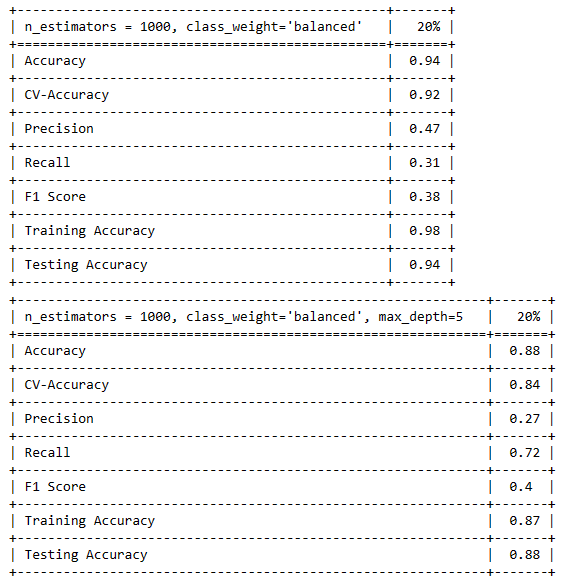 n_estimators = 1000, class_weight='balanced' | 20% |
Accuracy | 0.94 |
CV-Accuracy | 0.92 |
Precision | 0.47 |
Recall | 0.31 |
F1 Score | 0.38 |
Training Accuracy | 0.98 |
Testing Accuracy | 0.94 |
n_estimators = 1000, class_weight='balanced', max_depth=5 | 20% |
Accuracy | 0.88 |
CV-Accuracy | 0.84 |
Precision | 0.27 |
Recall | 0.72 |
F1 Score | 0.4 |
Training Accuracy | 0.87 |
Testing Accuracy | 0.88 |